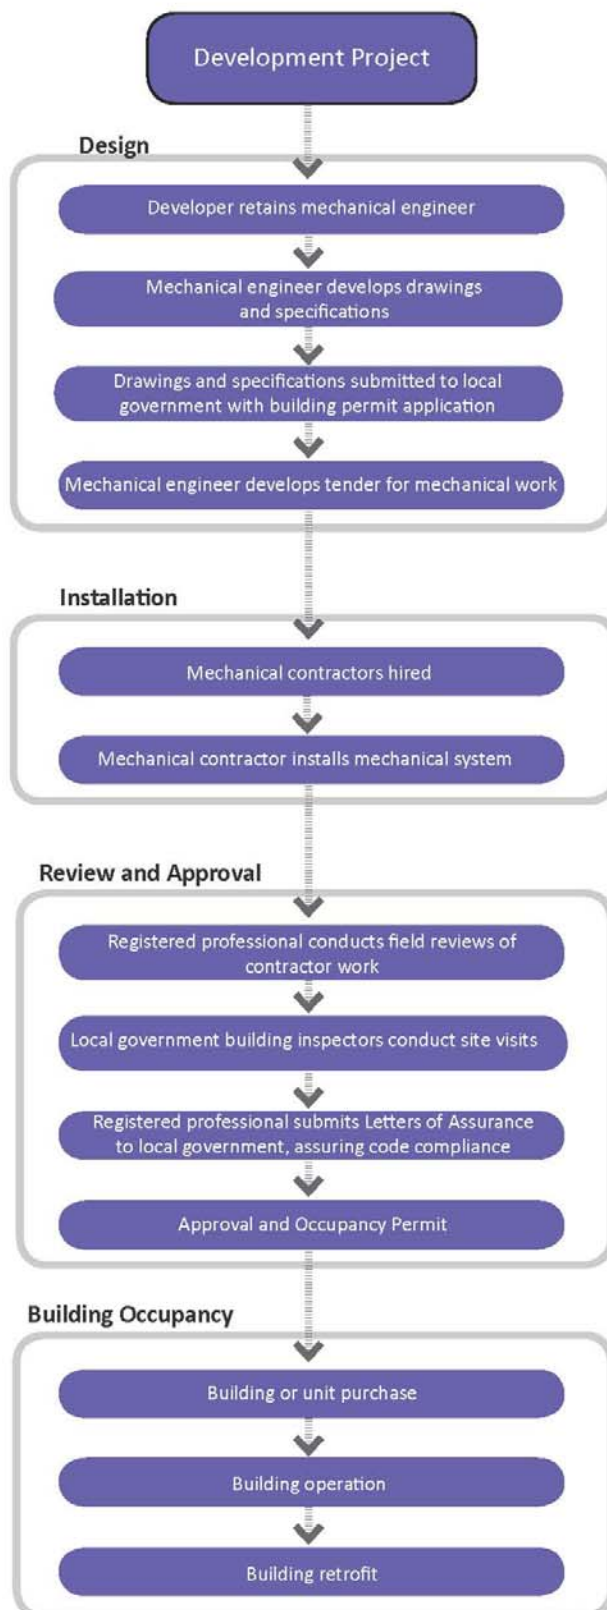 Development Project
Design
Developer retains mechanical engineer
Mechanical engineer develops drawings
and specifications
Drawings and specifications submitted to local
government with building permit application
Mechanical engineer develops tender for mechanical work
Installation
Mechanical contractors hired
Mechanical contractor installs mechanical system
Review and Approval
Registered professional conducts field reviews of
contractor work
Local government building inspectors conduct site visits
Registered professional submits Letters of Assurance
to local government, assuring code compliance
Approval and Occupancy Permit
Building Occupancy
Building or unit purchase
Building operation
Building retrofit